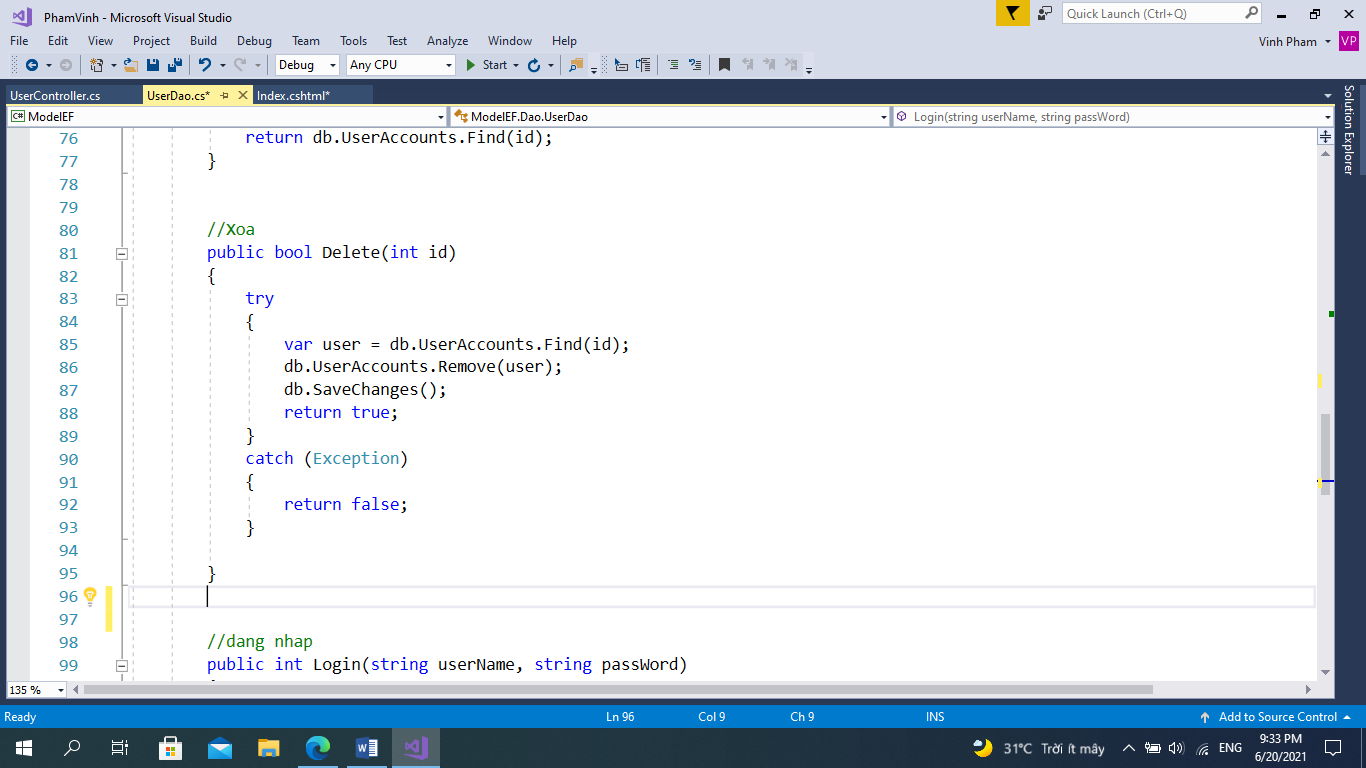 PhamVinh - Microsoft Visual Studio
Quick Launch (Ctrl+Q)
File Edit View Project Build Debug Team Tools Test Analyze Window Help
Vinh Pham VP
Debug Any CPU Start
UserController.cs UserDao.cs* Index.cshtml*
Solution Explorer
C# ModelEF ModelEF.Dao.UserDao Login(string userName, string passWord)
76 return db.UserAccounts.Find(id);
77 }
78
79
80 //Xoa
81 public bool Delete(int id)
82 {
83 try
84 {
85 var user = db.UserAccounts.Find(id);
86 db.UserAccounts.Remove(user);
87 db.SaveChanges();
88 return true;
89 }
90 catch (Exception)
91 {
92 return false;
93 }
94
95 }
96
97
98 //dang nhap
99 public int Login(string userName, string passWord)
135 %
Ready Ln 96 Col 9 Ch 9 INS Add to Source Control
31°C Trời ít mây ENG 9:33 PM
6/20/2021